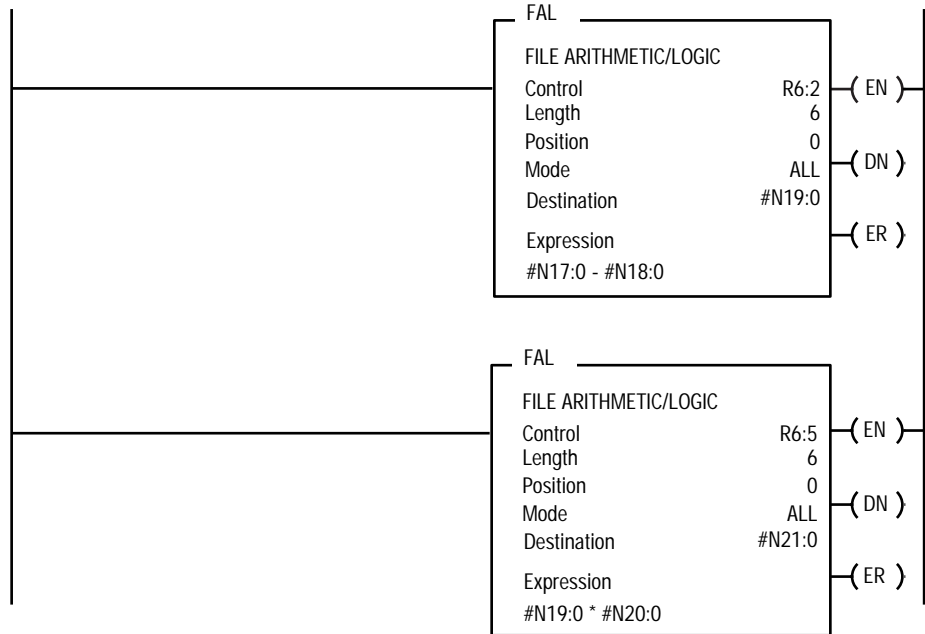 FAL
FILE ARITHMETIC/LOGIC
Control R6:2
Length 6
Position 0
Mode ALL
Destination #N19:0
Expression
#N17:0 - #N18:0
EN
DN
ER
FAL
FILE ARITHMETIC/LOGIC
Control R6:5
Length 6
Position 0
Mode ALL
Destination #N21:0
Expression
#N19:0 * #N20:0
EN
DN
ER